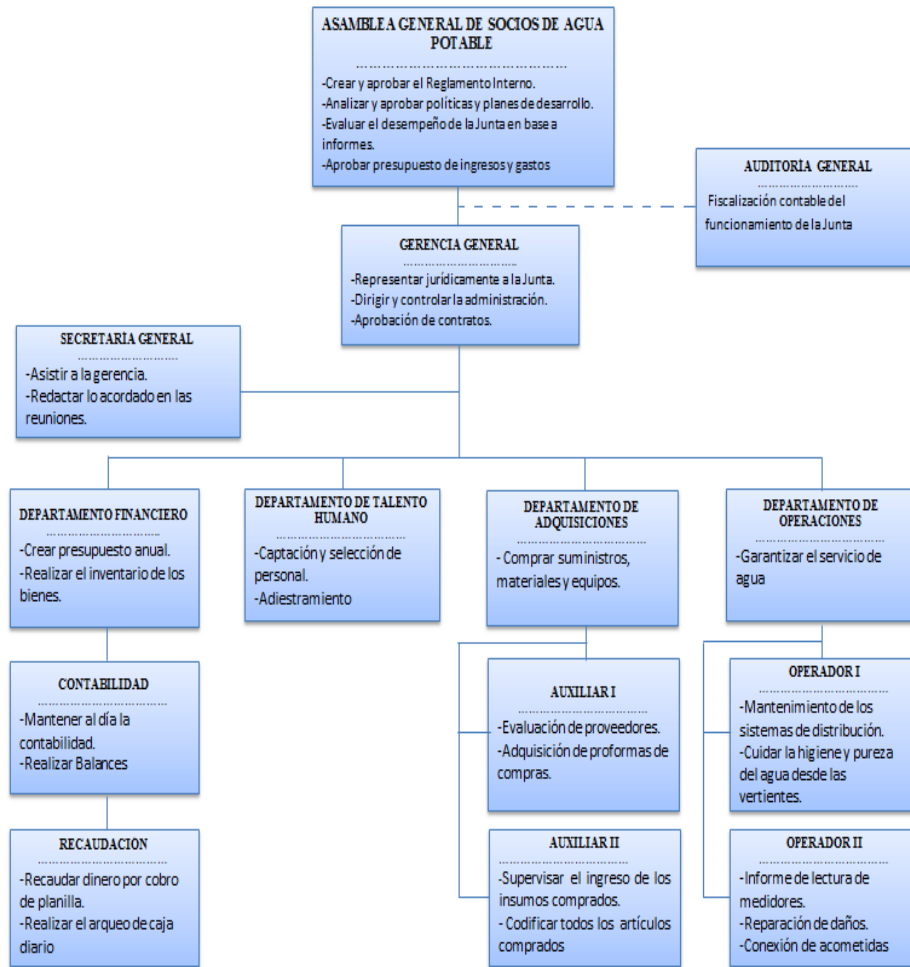 ASAMBLEA GENERAL DE SOCIOS DE AGUA
POTABLE
……………………………………………
-Crear y aprobar el Reglamento Interno.
-Analizar y aprobar políticas y planes de desarrollo.
-Evaluar el desempeño de la Junta en base a
informes.
-Aprobar presupuesto de ingresos y gastos
AUDITORÍA GENERAL
…………………….
Fiscalización contable del
funcionamiento de la Junta
GERENCIA GENERAL
………………………..
-Representar jurídicamente a la Junta.
-Dirigir y controlar la administración.
-Aprobación de contratos.
SECRETARÍA GENERAL
…………………….
-Asistir a la gerencia.
-Redactar lo acordado en las
reuniones.
DEPARTAMENTO FINANCIERO
………………………..
-Crear presupuesto anual.
-Realizar el inventario de los
bienes.
DEPARTAMENTO DE TALENTO
HUMANO
……………………………
-Captación y selección de
personal.
-Adiestramiento
DEPARTAMENTO DE
ADQUISICIONES
……………………………
- Comprar suministros,
materiales y equipos.
DEPARTAMENTO DE
OPERACIONES
……………………………
-Garantizar el servicio de
agua
CONTABILIDAD
……………………………
-Mantener al día la
contabilidad.
-Realizar Balances
AUXILIAR I
……………………………
-Evaluación de proveedores.
-Adquisición de proformas de
compras.
OPERADOR I
……………………………
-Mantenimiento de los
sistemas de distribución.
-Cuidar la higiene y pureza
del agua desde las
vertientes.
RECAUDACIÓN
……………………………
-Recaudar dinero por cobro
de planilla.
-Realizar el arqueo de caja
diario
AUXILIAR II
……………………………
-Supervisar el ingreso de los
insumos comprados.
- Codificar todos los artículos
comprados
OPERADOR II
……………………………
-Informe de lectura de
medidores.
-Reparación de daños.
-Conexión de acometidas